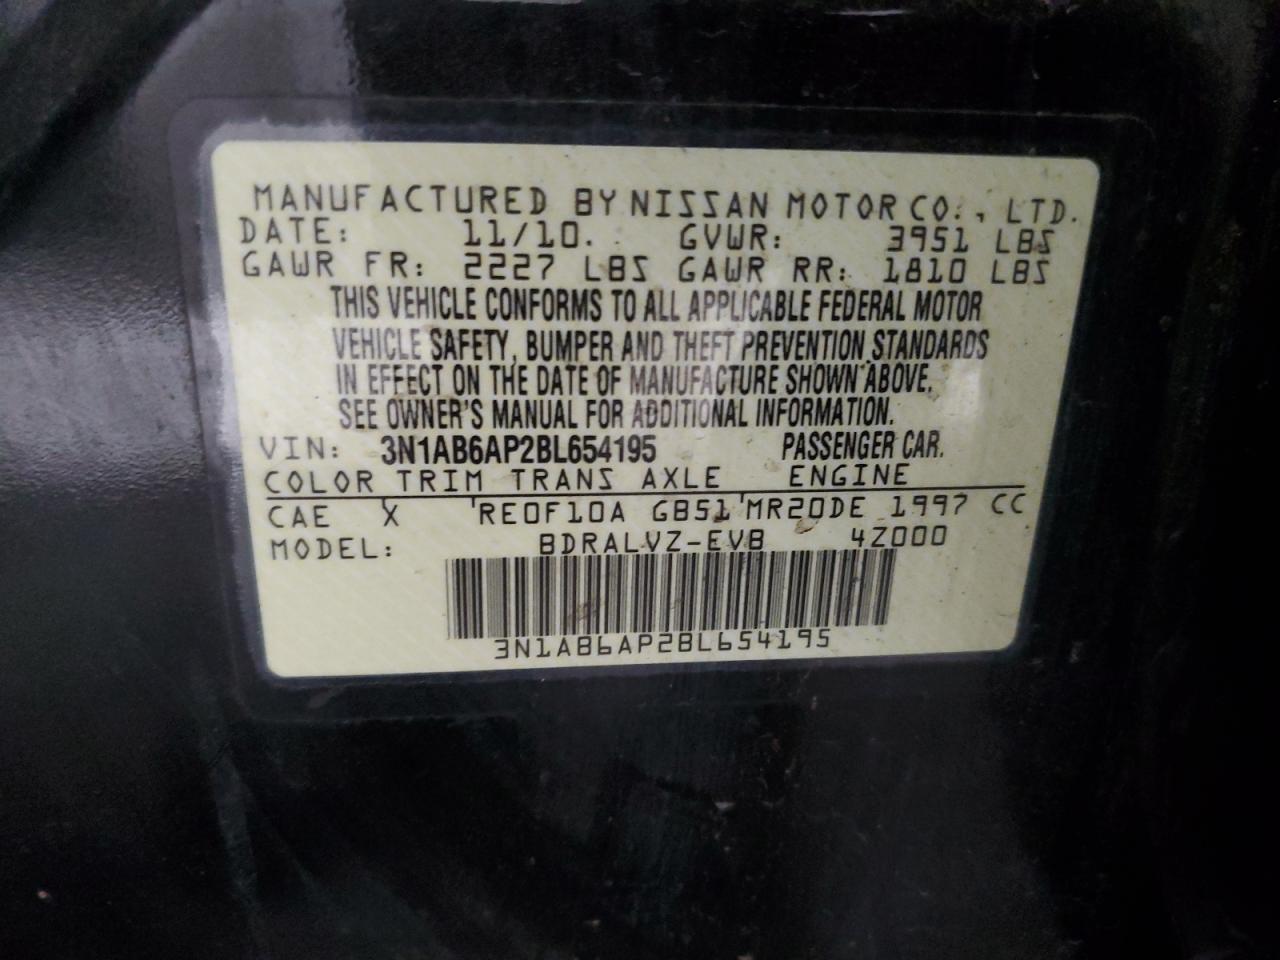 MANUFACTURED BY NISSAN MOTOR CO., LTD.
DATE: 11/10. GVWR: 3951 LBS
GAWR FR: 2227 LBS GAWR RR: 1810 LBS
THIS VEHICLE CONFORMS TO ALL APPLICABLE FEDERAL MOTOR
VEHICLE SAFETY, BUMPER AND THEFT PREVENTION STANDARDS
IN EFFECT ON THE DATE OF MANUFACTURE SHOWN ABOVE.
SEE OWNER'S MANUAL FOR ADDITIONAL INFORMATION.
VIN: 3N1AB6AP2BL654195 PASSENGER CAR.
COLOR TRIM TRANS AXLE ENGINE
CAE X RE0F10A GB51 MR20DE 1997 CC
MODEL: BDRALVZ-EVB 4Z000
3N1AB6AP2BL654195